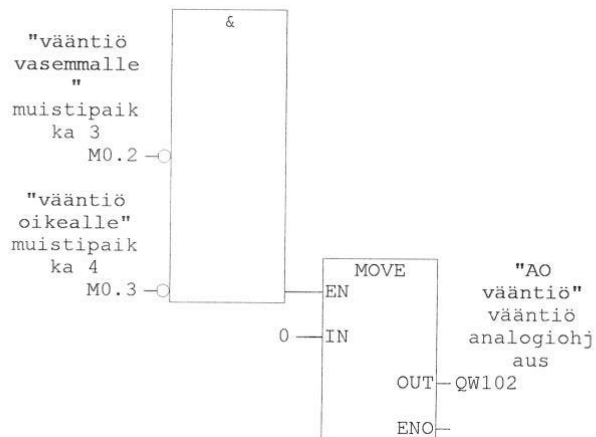 &
"vääntiö
vasemmalle
"
muistipaik
ka 3
M0.2
"vääntiö
oikealle"
muistipaik
ka 4
M0.3
MOVE
EN
0
IN
OUT
QW102
ENO
"AO
vääntiö"
vääntiö
analogiohj
aus